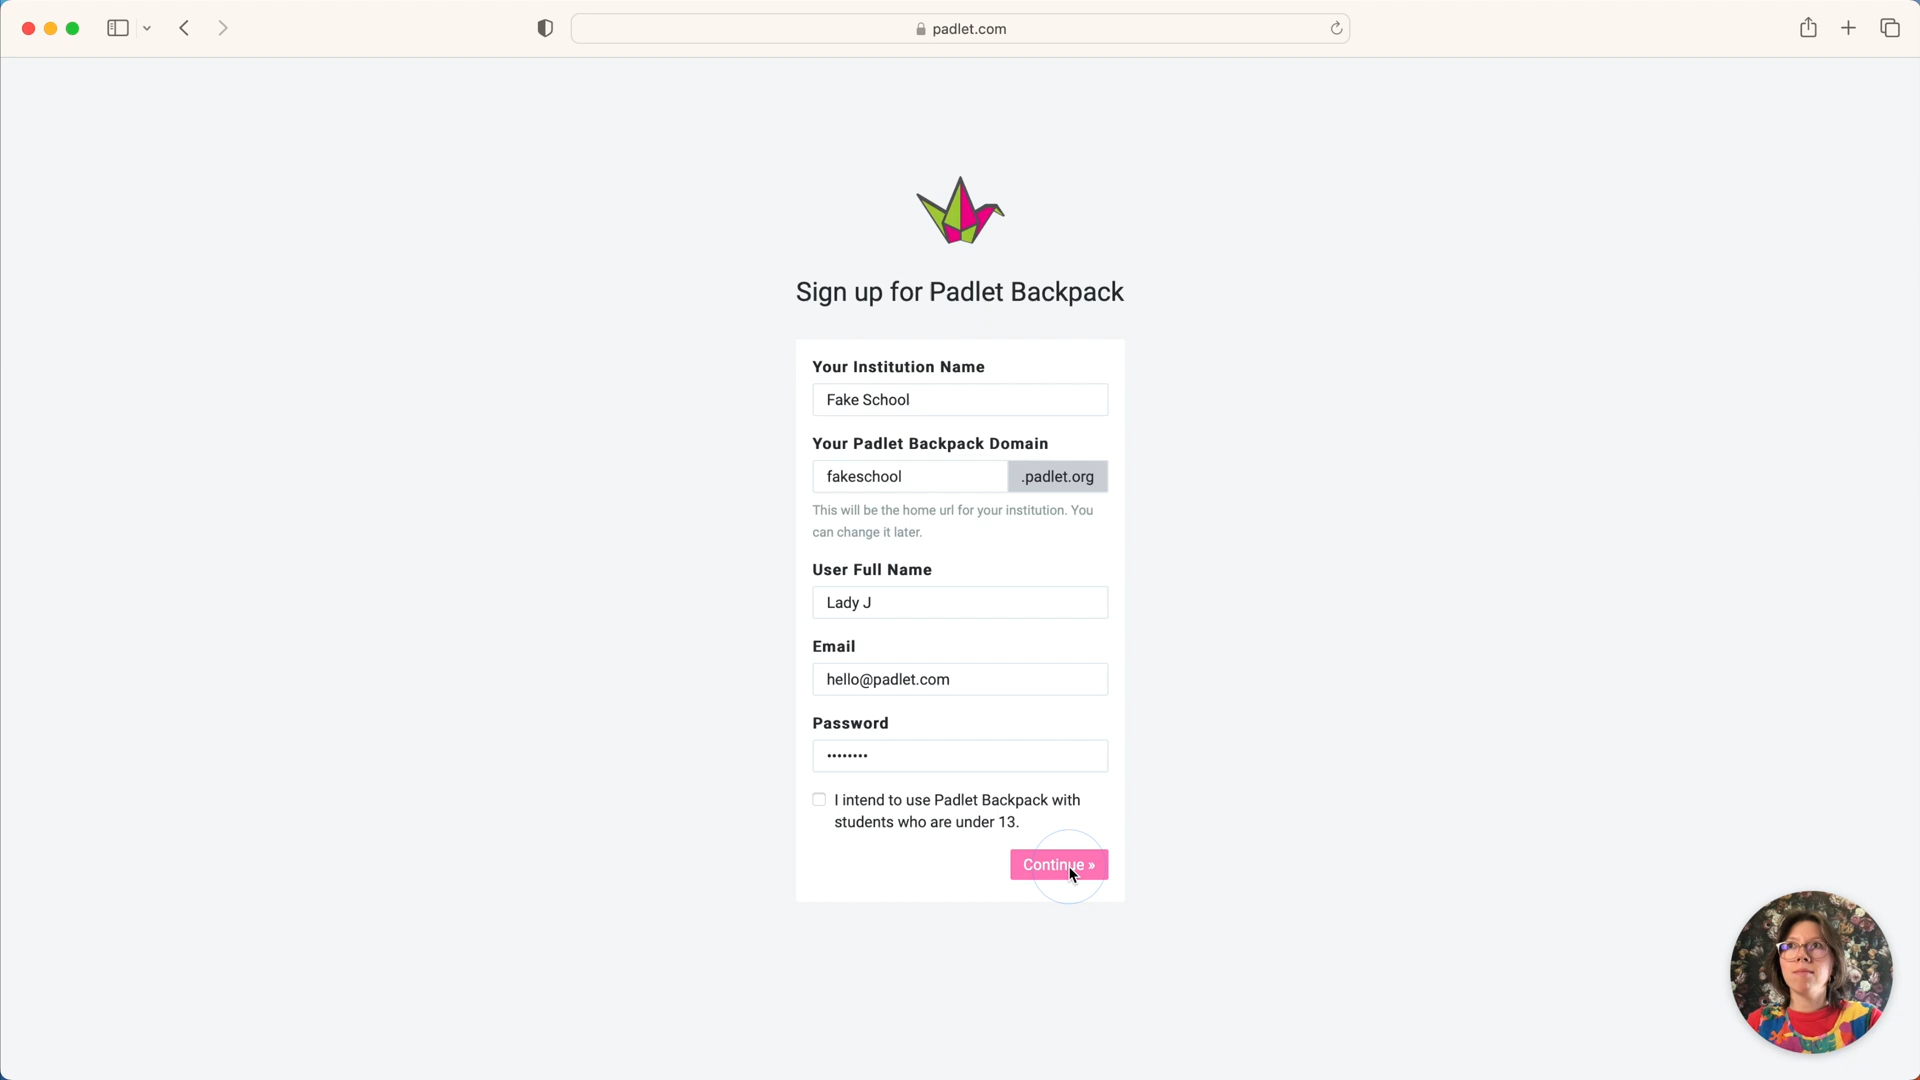 padlet.com
Sign up for Padlet Backpack
Your Institution Name
Fake School
Your Padlet Backpack Domain
fakeschool .padlet.org
This will be the home url for your institution. You
can change it later.
User Full Name
Lady J
Email
hello@padlet.com
Password
••••••••
I intend to use Padlet Backpack with
students who are under 13.
Continue »